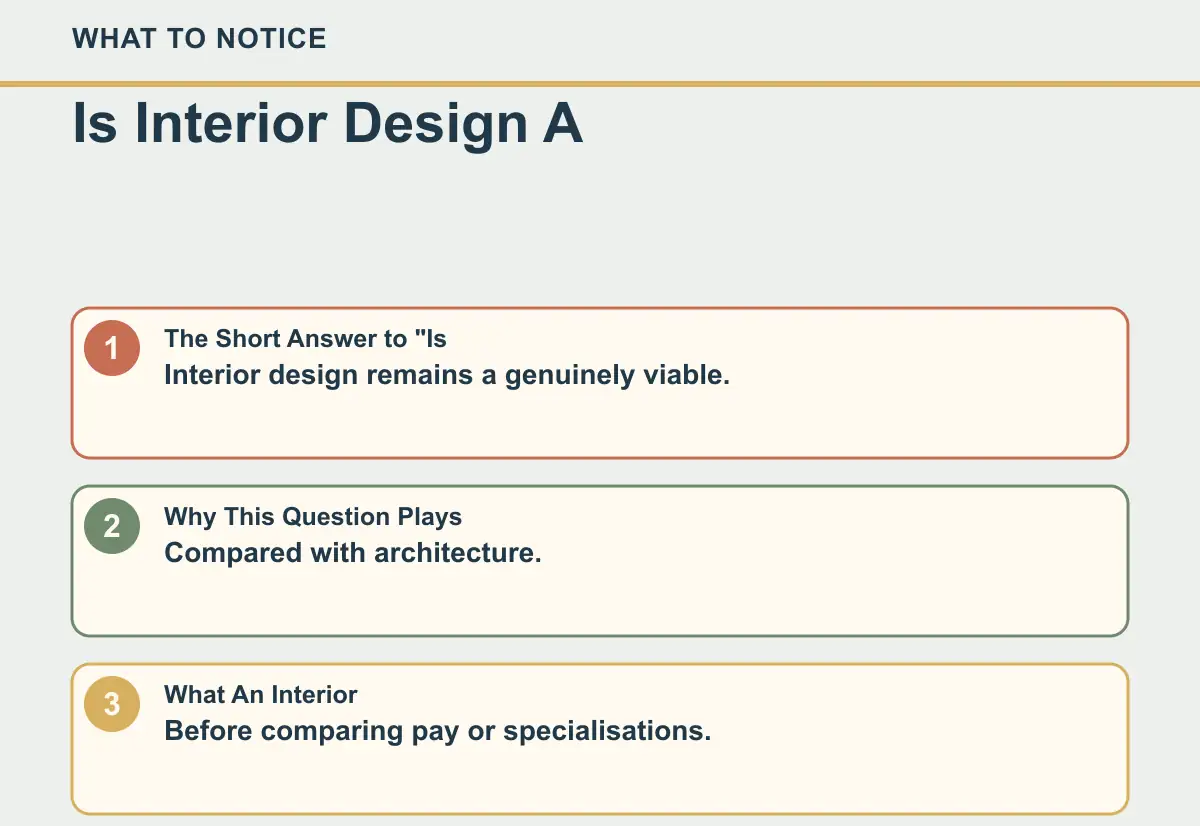 WHAT TO NOTICE
Is Interior Design A
1
The Short Answer to "Is
Interior design remains a genuinely viable.
2
Why This Question Plays
Compared with architecture.
3
What An Interior
Before comparing pay or specialisations.